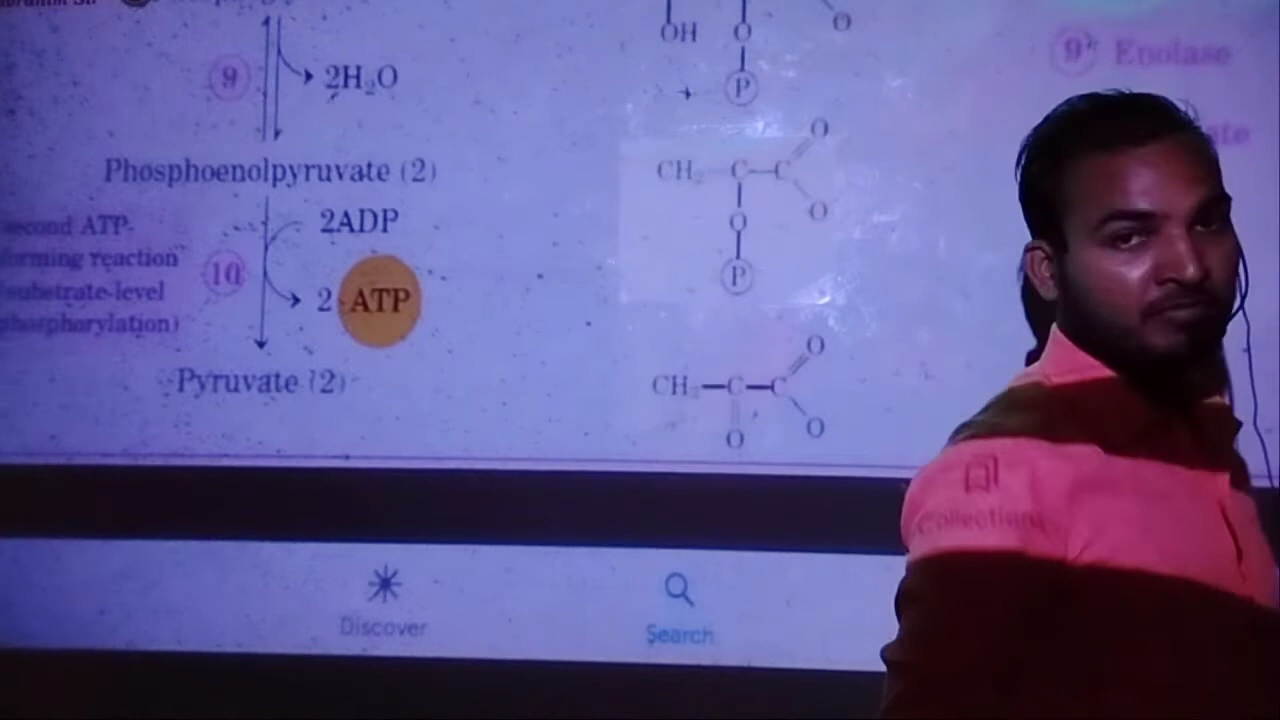 9
2H₂O
OH
O
O
P
9' Enolase
Phosphoenolpyruvate (2)
CH₂ C—C
O
O
O
P
2ADP
second ATP-
forming reaction
substrate-level
phosphorylation)
10
2 ATP
Pyruvate (2)
CH₃—C—C
O
O
O
Collections
Discover
Search